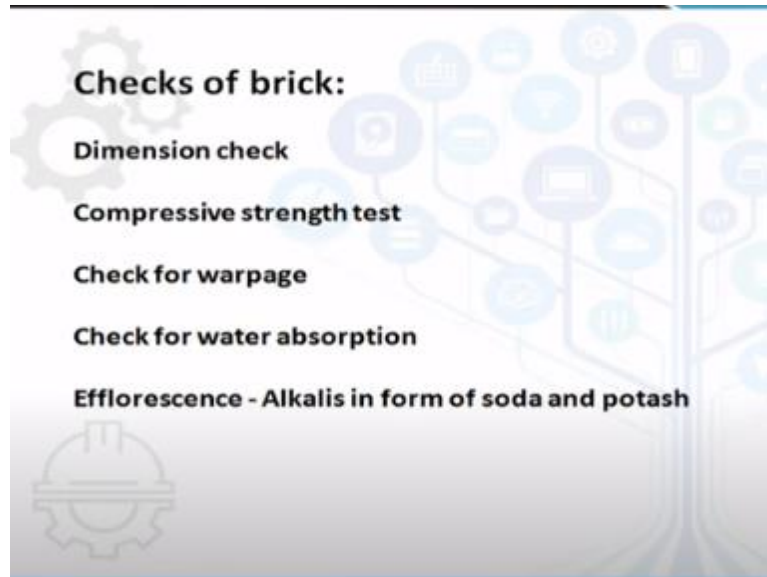 Checks of brick:
Dimension check
Compressive strength test
Check for warpage
Check for water absorption
Efflorescence - Alkalis in form of soda and potash